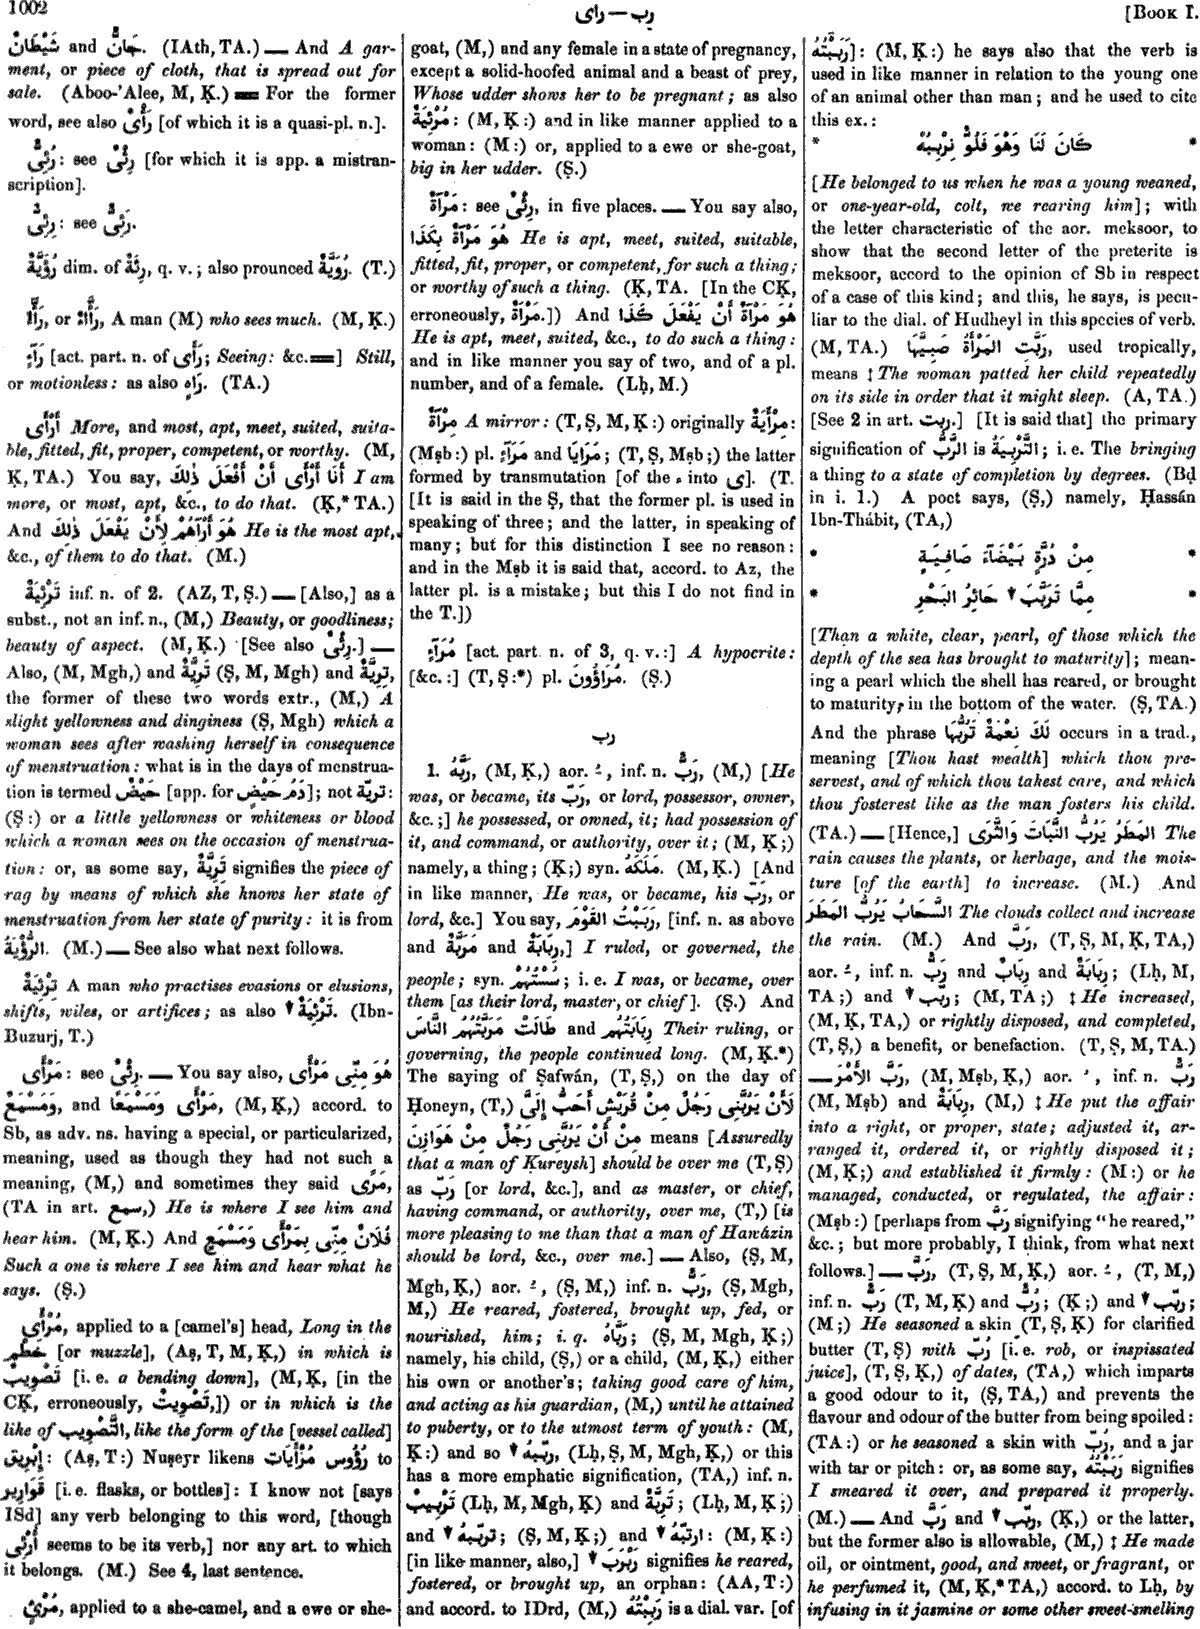 1002
رب — راى
[BOOK I.
شَيْطَانٌ and جَانٌّ. (IAth, TA.) — And A gar-
ment, or piece of cloth, that is spread out for
sale. (Aboo-'Alee, M, Ḳ.) = For the former
word, see also رَأْىٌ [of which it is a quasi-pl. n.].
رُئِىٌّ: see رِئْىٌ [for which it is app. a mistran-
scription].
رِئِىٌّ: see رَئِىٌّ.
رُؤَيَّةٌ dim. of رِئَةٌ, q. v.; also prounced رُوَيَّةٌ. (T.)
رَأَّآءٌ, or رَأَّاءٌ, A man (M) who sees much. (M, Ḳ.)
رَآءٍ [act. part. n. of رَأَى; Seeing: &c.=] Still,
or motionless: as also رَاهٍ. (TA.)
أَرْأَى More, and most, apt, meet, suited, suita-
ble, fitted, fit, proper, competent, or worthy. (M,
Ḳ, TA.) You say, أَنَا أَرْأَى أَنْ أَفْعَلَ ذٰلِكَ I am
more, or most, apt, &c., to do that. (Ḳ,* TA.)
And هُوَ أَرْآهُمْ لِأَنْ يَفْعَلَ ذٰلِكَ He is the most apt,
&c., of them to do that. (M.)
تَرْئِيَةٌ inf. n. of 2. (AZ, T, Ṣ.) — [Also,] as a
subst., not an inf. n., (M,) Beauty, or goodliness;
beauty of aspect. (M, Ḳ.) [See also رِئْىٌ.] —
Also, (M, Mgh,) and تَرِيَّةٌ (Ṣ, M, Mgh) and تِرِيَّةٌ,
the former of these two words extr., (M,) A
slight yellowness and dinginess (Ṣ, Mgh) which a
woman sees after washing herself in consequence
of menstruation: what is in the days of menstrua-
tion is termed حَيْضٌ [app. for دَمُ حَيْضٍ]; not تريّة:
(Ṣ:) or a little yellowness or whiteness or blood
which a woman sees on the occasion of menstrua-
tion: or, as some say, تَرِيَّةٌ signifies the piece of
rag by means of which she knows her state of
menstruation from her state of purity: it is from
الرُّؤْيَةُ. (M.) — See also what next follows.
تَرْئِيَةٌ A man who practises evasions or elusions,
shifts, wiles, or artifices; as also ▼ تَرْئِيَّةٌ. (Ibn-
Buzurj, T.)
مَرْأًى: see رِئْىٌ. — You say also, هُوَ مِنِّى مَرْأًى
وَمَسْمَعٌ, and مَرْأًى وَمَسْمَعًا, (M, Ḳ,) accord. to
Sb, as adv. ns. having a special, or particularized,
meaning, used as though they had not such a
meaning, (M,) and sometimes they said مَرًى,
(TA in art. سمع,) He is where I see him and
hear him. (M, Ḳ.) And فُلَانٌ مِنِّى بِمَرْأًى وَمَسْمَعٍ
Such a one is where I see him and hear what he
says. (Ṣ.)
مُرْأًى, applied to a [camel's] head, Long in the
خَطْم [or muzzle], (Aṣ, T, M, Ḳ,) in which is
تَصْوِيب [i. e. a bending down], (M, Ḳ, [in the
CḲ, erroneously, تَصْوِيت,]) or in which is the
like of التَّصْوِيب, like the form of the [vessel called]
إِبْرِيق: (Aṣ, T:) Nuṣeyr likens رُؤُوس مُرْأَيَات to
قَوَارِير [i. e. flasks, or bottles]: I know not [says
ISd] any verb belonging to this word, [though
أَرْأَى seems to be its verb,] nor any art. to which
it belongs. (M.) See 4, last sentence.
مُرْءٍ, applied to a she-camel, and a ewe or she-
goat, (M,) and any female in a state of pregnancy,
except a solid-hoofed animal and a beast of prey,
Whose udder shows her to be pregnant; as also
مُرْئِيَةٌ: (M, Ḳ:) and in like manner applied to a
woman: (M:) or, applied to a ewe or she-goat,
big in her udder. (Ṣ.)
مَرْآةٌ: see رِئْىٌ, in five places. — You say also,
هُوَ مَرْآةٌ بِكَذَا He is apt, meet, suited, suitable,
fitted, fit, proper, or competent, for such a thing;
or worthy of such a thing. (Ḳ, TA. [In the CḲ,
erroneously, مَرْأَةٌ.]) And هُوَ مَرْآةٌ أَنْ يَفْعَلَ كَذَا
He is apt, meet, suited, &c., to do such a thing:
and in like manner you say of two, and of a pl.
number, and of a female. (Lḥ, M.)
مِرْآةٌ A mirror: (T, Ṣ, M, Ḳ:) originally مِرْأَيَةٌ:
(Mṣb:) pl. مَرَآءٍ and مَرَايَا; (T, Ṣ, Mṣb;) the latter
formed by transmutation [of the ء into ى]. (T.
[It is said in the Ṣ, that the former pl. is used in
speaking of three; and the latter, in speaking of
many; but for this distinction I see no reason:
and in the Mṣb it is said that, accord. to Az, the
latter pl. is a mistake; but this I do not find in
the T.])
مُرَآءٍ [act. part. n. of 3, q. v.:] A hypocrite:
[&c.:] (T, Ṣ:*) pl. مُرَاؤُونَ. (Ṣ.)
رب
1. رَبَّهُ, (M, Ḳ,) aor. ـُ, inf. n. رَبٌّ, (M,) [He
was, or became, its رَبّ, or lord, possessor, owner,
&c.;] he possessed, or owned, it; had possession of
it, and command, or authority, over it; (M, Ḳ;)
namely, a thing; (Ḳ;) syn. مَلَكَهُ. (M, Ḳ.) [And
in like manner, He was, or became, his رَبّ, or
lord, &c.] You say, رَبَبْتُ القَوْمَ, [inf. n. as above
and مَرَبَّةٌ and رِبَابَةٌ,] I ruled, or governed, the
people; syn. سُسْتُهُمْ; i. e. I was, or became, over
them [as their lord, master, or chief]. (Ṣ.) And
طَالَتْ مَرَبَّتُهُمُ النَّاسَ and رِبَابَتُهُمْ Their ruling, or
governing, the people continued long. (M, Ḳ.*)
The saying of Ṣafwán, (T, Ṣ,) on the day of
Ḥoneyn, (T,) لَأَنْ يَرُبَّنِى رَجُلٌ مِنْ قُرَيْشٍ أَحَبُّ إِلَىَّ
مِنْ أَنْ يَرُبَّنِى رَجُلٌ مِنْ هَوَازِنَ means [Assuredly
that a man of Kureysh] should be over me (T, Ṣ)
as رَبّ [or lord, &c.], and as master, or chief,
having command, or authority, over me, (T,) [is
more pleasing to me than that a man of Hawázin
should be lord, &c., over me.] — Also, (Ṣ, M,
Mgh, Ḳ,) aor. ـُ, (Ṣ, M,) inf. n. رَبٌّ, (Ṣ, Mgh,
M,) He reared, fostered, brought up, fed, or
nourished, him; i. q. رَبَّاهُ; (Ṣ, M, Mgh, Ḳ;)
namely, his child, (Ṣ,) or a child, (M, Ḳ,) either
his own or another's; taking good care of him,
and acting as his guardian, (M,) until he attained
to puberty, or to the utmost term of youth: (M,
Ḳ:) and so ▼ ربّبهُ, (Lḥ, Ṣ, M, Mgh, Ḳ,) or this
has a more emphatic signification, (TA,) inf. n.
تَرْبِيبٌ (Lḥ, M, Mgh, Ḳ) and تَرِبَّةٌ; (Lḥ, M, Ḳ;)
and ▼ تربّبهُ; (Ṣ, M, Ḳ;) and ▼ ارتبّهُ: (M, Ḳ:)
[in like manner, also,] ▼ رَبْرَبَ signifies he reared,
fostered, or brought up, an orphan: (AA, T:)
and accord. to IDrd, (M,) رَبِبْتُهُ is a dial. var. [of
رَبَبْتُهُ]: (M, Ḳ:) he says also that the verb is
used in like manner in relation to the young one
of an animal other than man; and he used to cite
this ex.:
* كَانَ لَنَا وَهْوَ فَلُوٌّ نِرْبَبُهْ *
[He belonged to us when he was a young weaned,
or one-year-old, colt, we rearing him]; with
the letter characteristic of the aor. meksoor, to
show that the second letter of the preterite is
meksoor, accord to the opinion of Sb in respect
of a case of this kind; and this, he says, is pecu-
liar to the dial. of Hudheyl in this species of verb.
(M, TA.) رَبَّتِ المَرْأَةُ صَبِيَّهَا, used tropically,
means ‡ The woman patted her child repeatedly
on its side in order that it might sleep. (A, TA.)
[See 2 in art. ربت.] [It is said that] the primary
signification of الرَّبُّ is التَّرْبِيَةُ; i. e. The bringing
a thing to a state of completion by degrees. (Bḍ
in i. 1.) A poet says, (Ṣ,) namely, Ḥassán
Ibn-Thábit, (TA,)
* مِنْ دُرَّةٍ بَيْضَآءَ صَافِيَةٍ *
* مِمَّا تَرَبَّبَ ▼ حَائِرُ البَحْرِ *
[Than a white, clear, pearl, of those which the
depth of the sea has brought to maturity]; mean-
ing a pearl which the shell has reared, or brought
to maturity, in the bottom of the water. (Ṣ, TA.)
And the phrase لَكَ نِعْمَةٌ تَرُبُّهَا occurs in a trad.,
meaning [Thou hast wealth] which thou pre-
servest, and of which thou takest care, and which
thou fosterest like as the man fosters his child.
(TA.) — [Hence,] المَطَرُ يَرُبُّ النَّبَاتَ وَالثَّرَى The
rain causes the plants, or herbage, and the mois-
ture [of the earth] to increase. (M.) And
السَّحَابُ يَرُبُّ المَطَرَ The clouds collect and increase
the rain. (M.) And رَبَّ, (T, Ṣ, M, Ḳ, TA,)
aor. ـُ, inf. n. رَبٌّ and رِبَابٌ and رِبَابَةٌ; (Lḥ, M,
TA;) and ▼ ربّب; (M, TA;) ‡ He increased,
(M, Ḳ, TA,) or rightly disposed, and completed,
(T, Ṣ,) a benefit, or benefaction. (T, Ṣ, M, TA.)
— رَبَّ الأَمْرَ, (M, Mṣb, Ḳ,) aor. ـُ, inf. n. رَبٌّ
(M, Mṣb) and رِبَابَةٌ, (M,) ‡ He put the affair
into a right, or proper, state; adjusted it, ar-
ranged it, ordered it, or rightly disposed it;
(M, Ḳ;) and established it firmly: (M:) or he
managed, conducted, or regulated, the affair:
(Mṣb:) [perhaps from رَبَّ signifying "he reared,"
&c.; but more probably, I think, from what next
follows.] — رَبَّ, (T, Ṣ, M, Ḳ,) aor. ـُ, (T, M,)
inf. n. رَبٌّ (T, M, Ḳ) and رُبٌّ; (Ḳ;) and ▼ ربّب;
(M;) He seasoned a skin (T, Ṣ, Ḳ) for clarified
butter (T, Ṣ) with رُبّ [i. e. rob, or inspissated
juice], (T, Ṣ, Ḳ,) of dates, (TA,) which imparts
a good odour to it, (Ṣ, TA,) and prevents the
flavour and odour of the butter from being spoiled:
(TA:) or he seasoned a skin with رُبّ, and a jar
with tar or pitch: or, as some say, رَبَبْتُهُ signifies
I smeared it over, and prepared it properly.
(M.) — And رَبَّ and ▼ ربّب, (Ḳ,) or the latter,
but the former also is allowable, (M,) ‡ He made
oil, or ointment, good, and sweet, or fragrant, or
he perfumed it, (M, Ḳ,* TA,) accord. to Lḥ, by
infusing in it jasmine or some other sweet-smelling